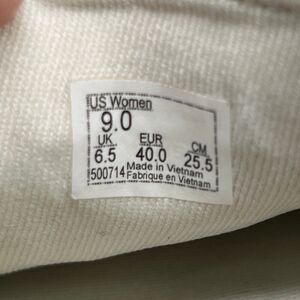 US Women
9.0
UK EUR CM
6.5 40.0 25.5
500714 Made in Vietnam
Fabrique en Vietnam